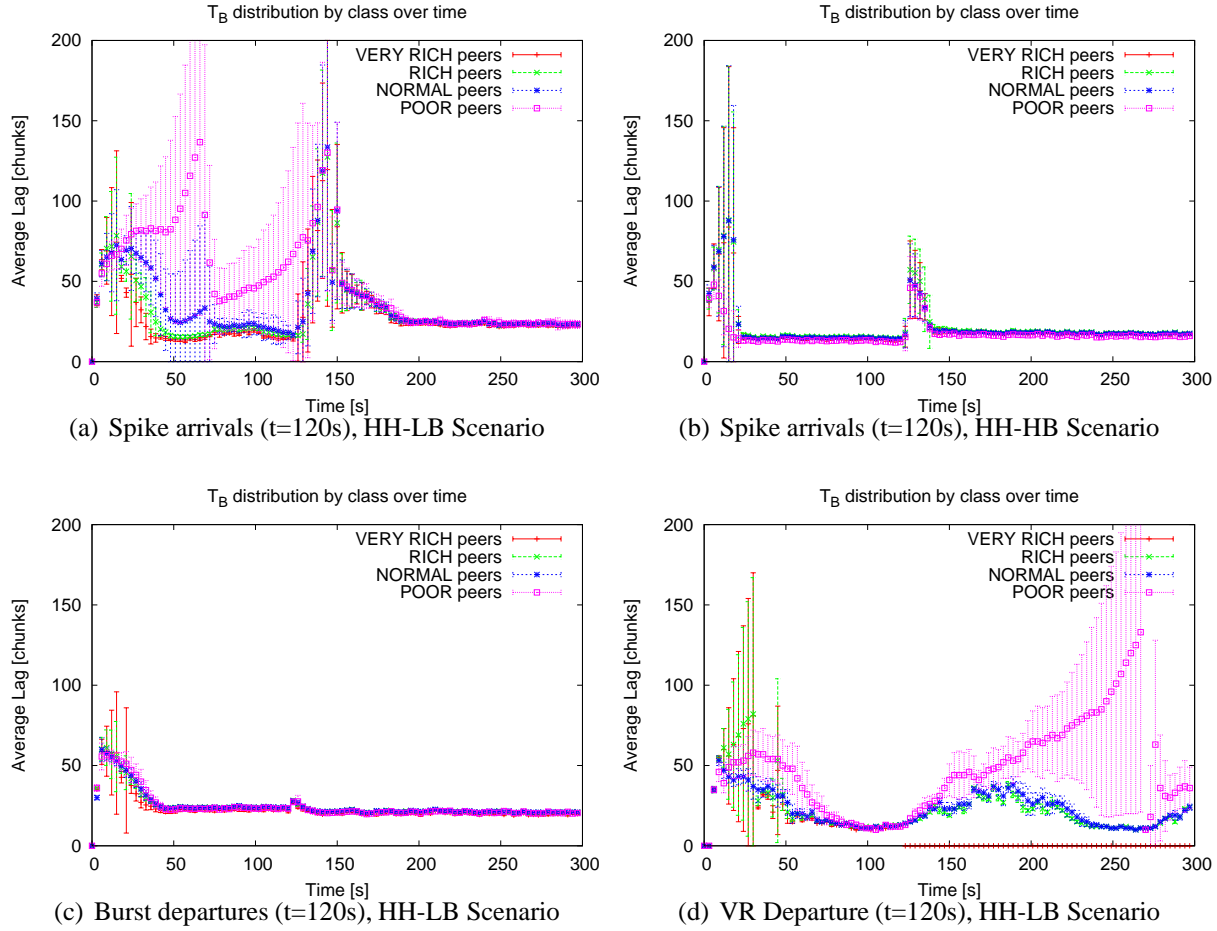 T_B distribution by class over time
Average Lag [chunks]
200
150
100
50
0
VERY RICH peers
RICH peers
NORMAL peers
POOR peers
0 50 100 150 200 250 300
Time [s]
(a) Spike arrivals (t=120s), HH-LB Scenario
T_B distribution by class over time
Average Lag [chunks]
200
150
100
50
0
VERY RICH peers
RICH peers
NORMAL peers
POOR peers
0 50 100 150 200 250 300
Time [s]
(b) Spike arrivals (t=120s), HH-HB Scenario
T_B distribution by class over time
Average Lag [chunks]
200
150
100
50
0
VERY RICH peers
RICH peers
NORMAL peers
POOR peers
0 50 100 150 200 250 300
Time [s]
(c) Burst departures (t=120s), HH-LB Scenario
T_B distribution by class over time
Average Lag [chunks]
200
150
100
50
0
VERY RICH peers
RICH peers
NORMAL peers
POOR peers
0 50 100 150 200 250 300
Time [s]
(d) VR Departure (t=120s), HH-LB Scenario